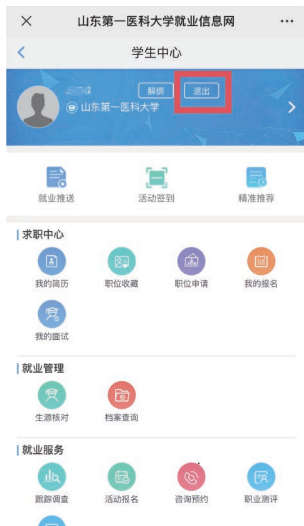 山东第一医科大学就业信息网
学生中心
解绑 退出
山东第一医科大学
就业推送 活动签到 精准推荐
求职中心
我的简历 职位收藏 职位申请 我的报名
我的面试
就业管理
生源核对 档案查询
就业服务
跟踪调查 活动报名 咨询预约 职业测评